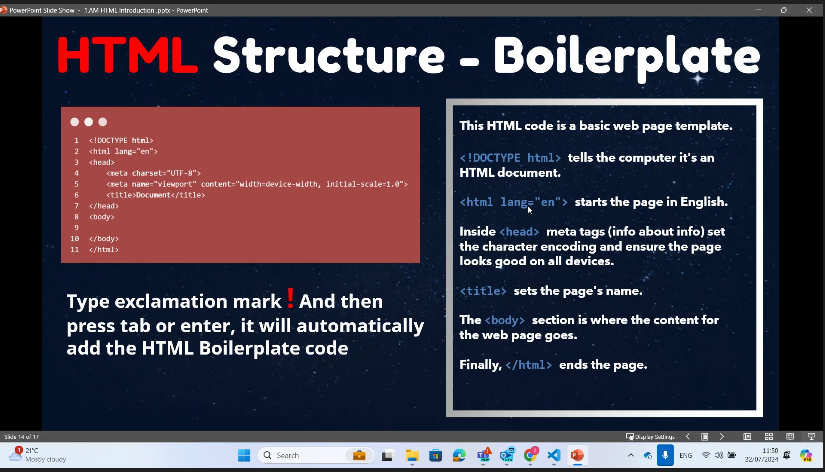 PowerPoint Slide Show - 1.AM HTML Introduction .pptx - PowerPoint
HTML Structure - Boilerplate
1 <!DOCTYPE html>
2 <html lang="en">
3 <head>
4 <meta charset="UTF-8">
5 <meta name="viewport" content="width=device-width, initial-scale=1.0">
6 <title>Document</title>
7 </head>
8 <body>
9
10 </body>
11 </html>
Type exclamation mark ! And then
press tab or enter, it will automatically
add the HTML Boilerplate code
This HTML code is a basic web page template.
<!DOCTYPE html> tells the computer it's an
HTML document.
<html lang="en"> starts the page in English.
Inside <head> meta tags (info about info) set
the character encoding and ensure the page
looks good on all devices.
<title> sets the page's name.
The <body> section is where the content for
the web page goes.
Finally, </html> ends the page.
Slide 14 of 17
Display Settings
1
21°C
Mostly cloudy
Search
ENG
11:50
22/07/2024